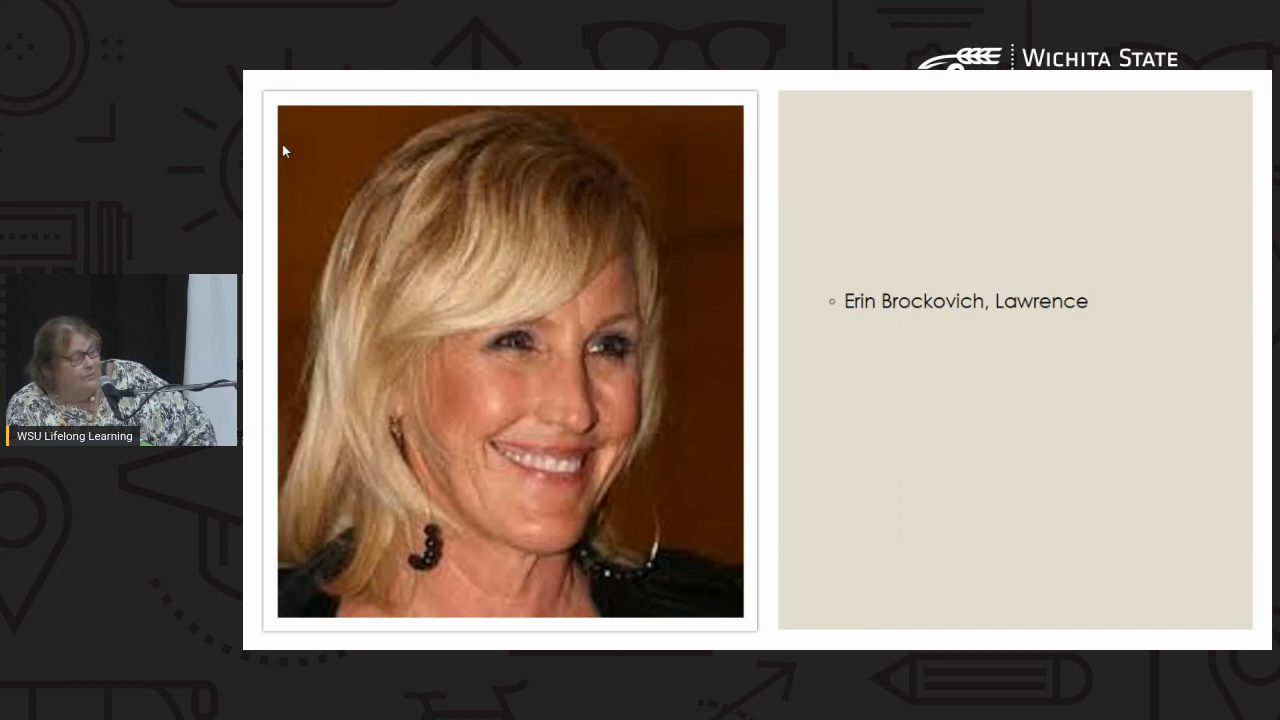 WICHITA STATE
◦ Erin Brockovich, Lawrence
WSU Lifelong Learning